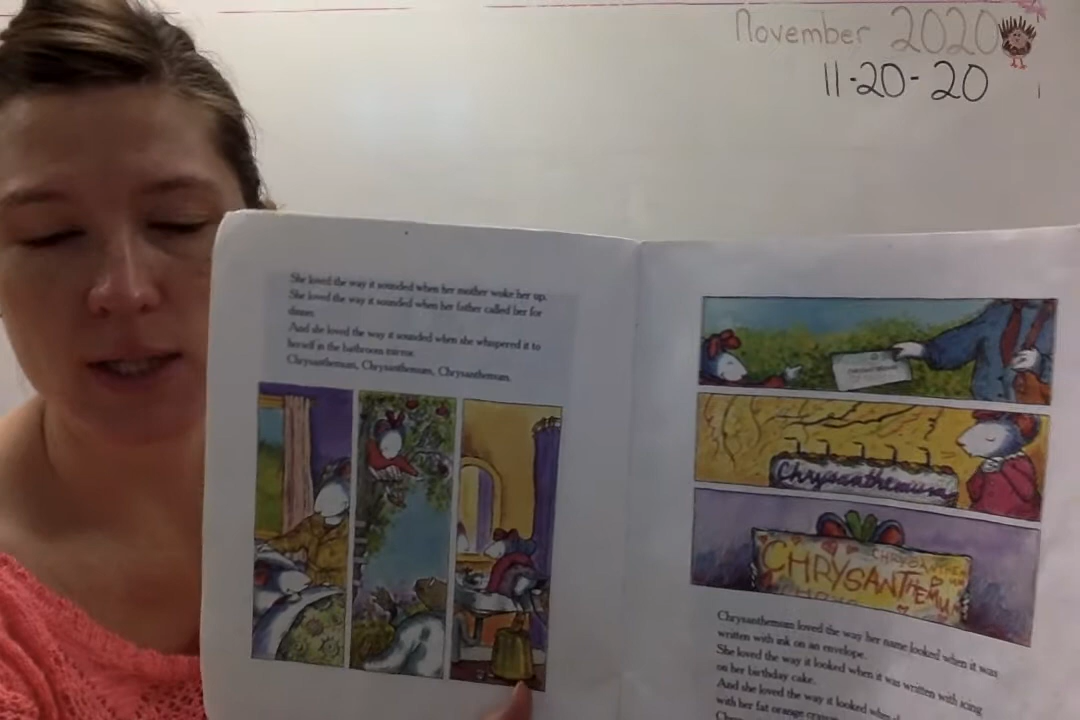 November 2020
11-20-20
She loved the way it sounded when her mother woke her up.
She loved the way it sounded when her father called her for
dinner.
And she loved the way it sounded when she whispered it to
herself in the bathroom mirror.
Chrysanthemum, Chrysanthemum, Chrysanthemum.
Chrysanthemum
CHRYSANTHEMUM
Chrysanthemum loved the way her name looked when it was
written with ink on an envelope.
She loved the way it looked when it was written with icing
on her birthday cake.
And she loved the way it looked when
with her fat orange crayon